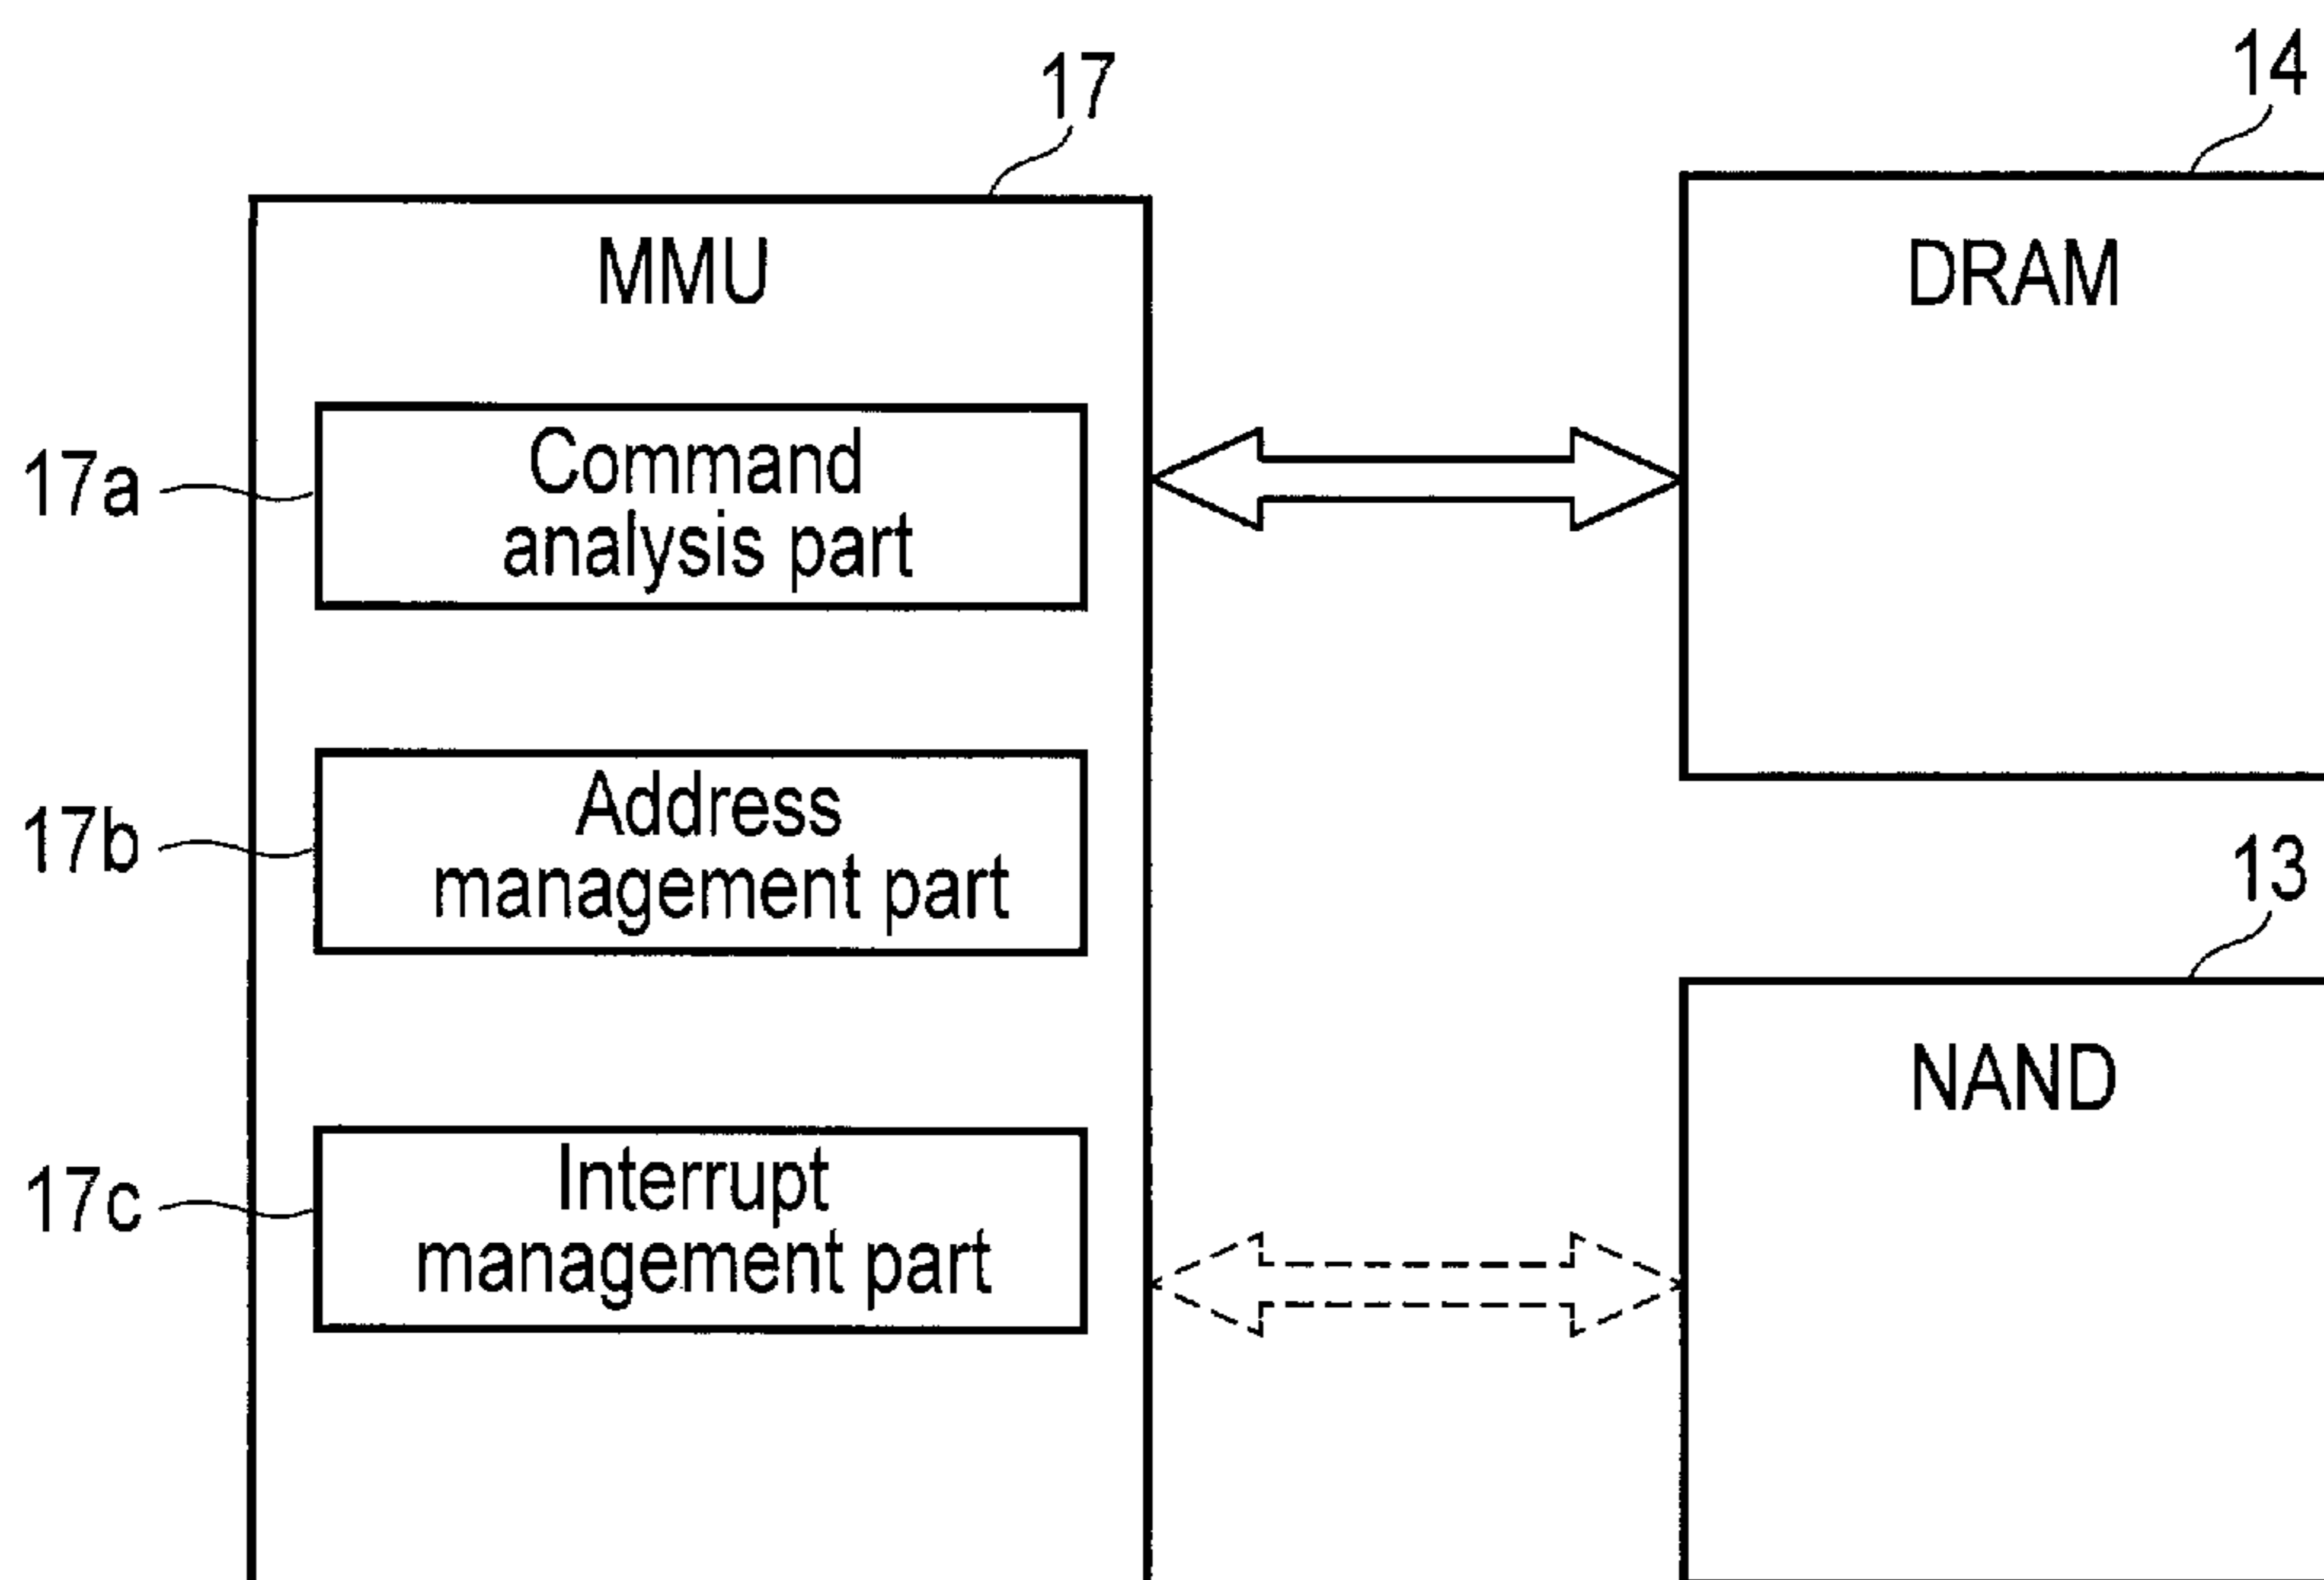 17
14
MMU
DRAM
17a
Command
analysis part
17b
Address
management part
13
NAND
17c
Interrupt
management part